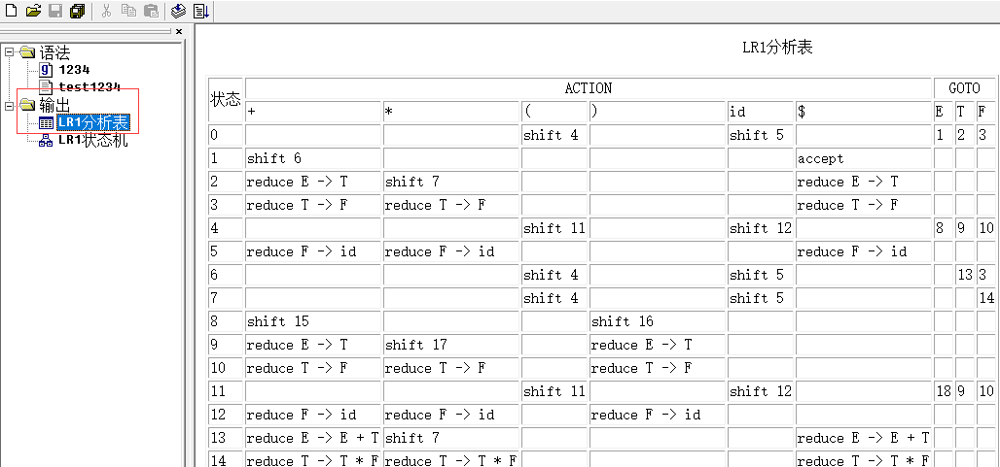 语法
1234
test1234
输出
LR1分析表
LR1状态机
LR1分析表
状态 ACTION GOTO
+ * ( ) id $ E T F
0 shift 4 shift 5 1 2 3
1 shift 6 accept
2 reduce E -> T shift 7 reduce E -> T
3 reduce T -> F reduce T -> F reduce T -> F
4 shift 11 shift 12 8 9 10
5 reduce F -> id reduce F -> id reduce F -> id
6 shift 4 shift 5 13 3
7 shift 4 shift 5 14
8 shift 15 shift 16
9 reduce E -> T shift 17 reduce E -> T
10 reduce T -> F reduce T -> F reduce T -> F
11 shift 11 shift 12 18 9 10
12 reduce F -> id reduce F -> id reduce F -> id
13 reduce E -> E + T shift 7 reduce E -> E + T
14 reduce T -> T * F reduce T -> T * F reduce T -> T * F